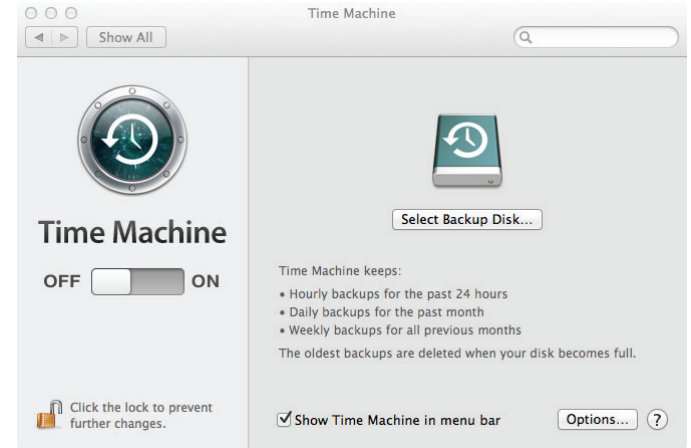 Time Machine
Show All
Time Machine
OFF ON
Select Backup Disk...
Time Machine keeps:
• Hourly backups for the past 24 hours
• Daily backups for the past month
• Weekly backups for all previous months
The oldest backups are deleted when your disk becomes full.
Click the lock to prevent
further changes.
Show Time Machine in menu bar
Options... ?